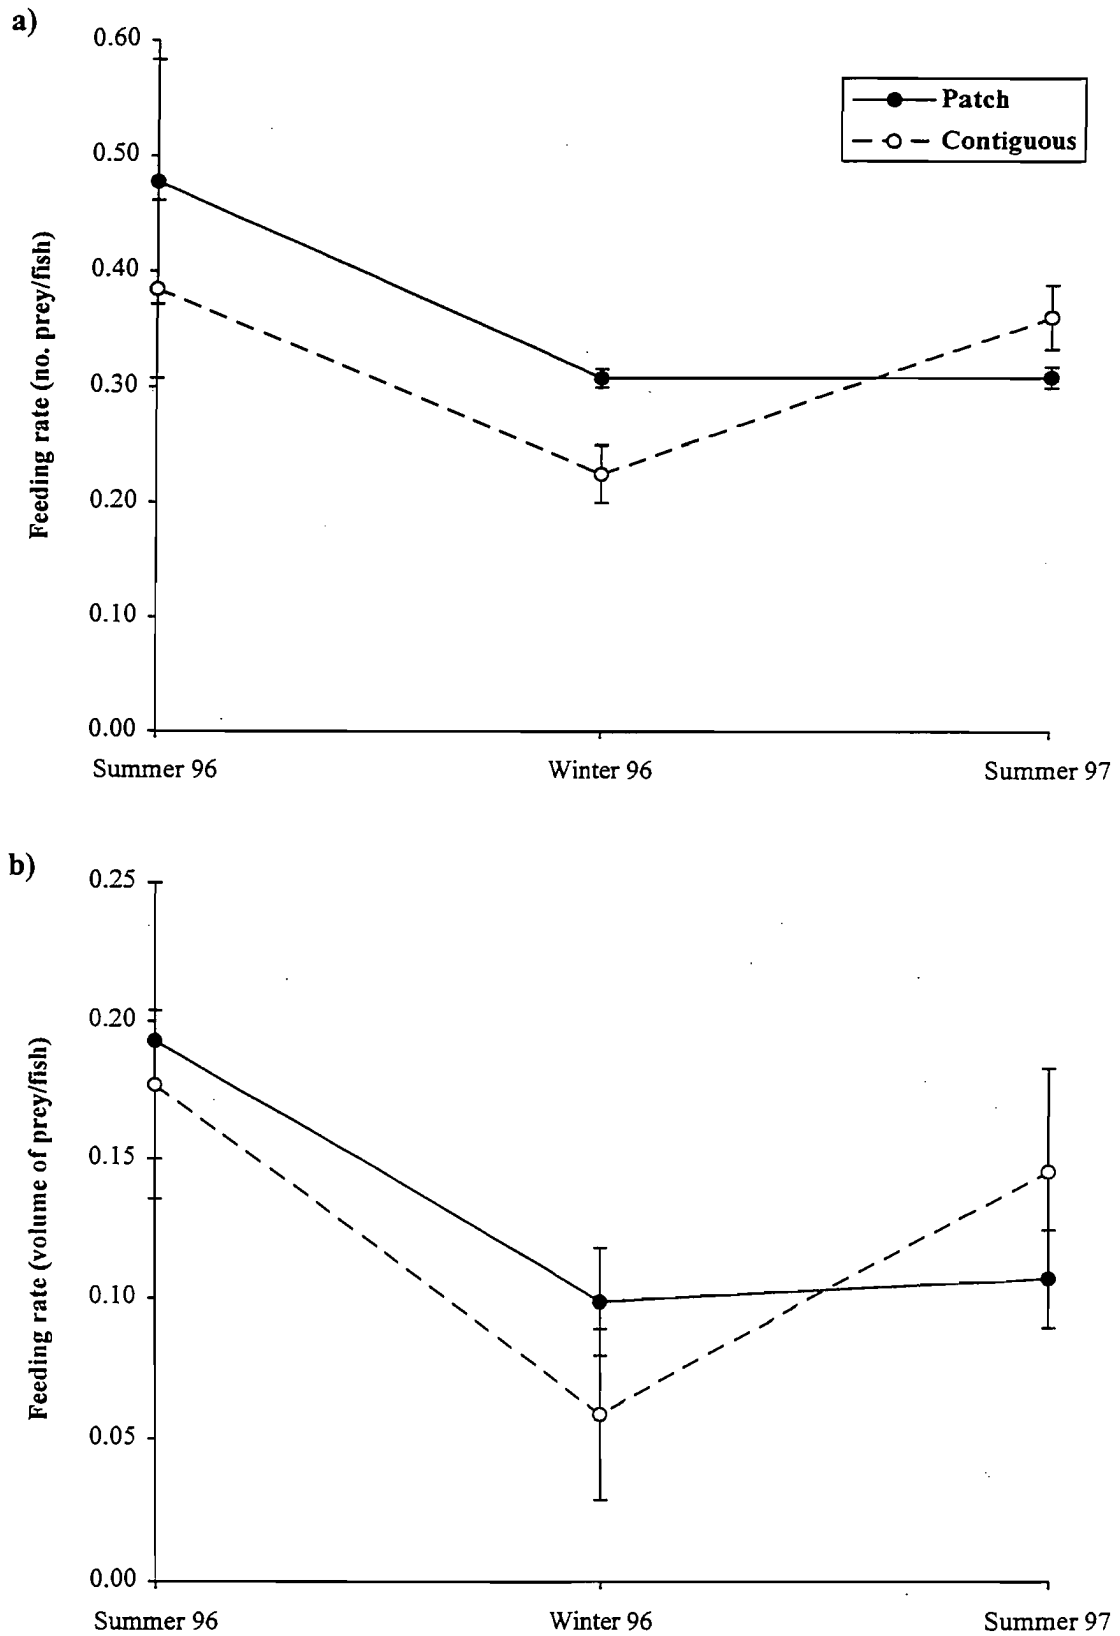 a)
0.60
0.50
0.40
0.30
0.20
0.10
0.00
Feeding rate (no. prey/fish)
Patch
Contiguous
Summer 96 Winter 96 Summer 97
b)
0.25
0.20
0.15
0.10
0.05
0.00
Feeding rate (volume of prey/fish)
Summer 96 Winter 96 Summer 97